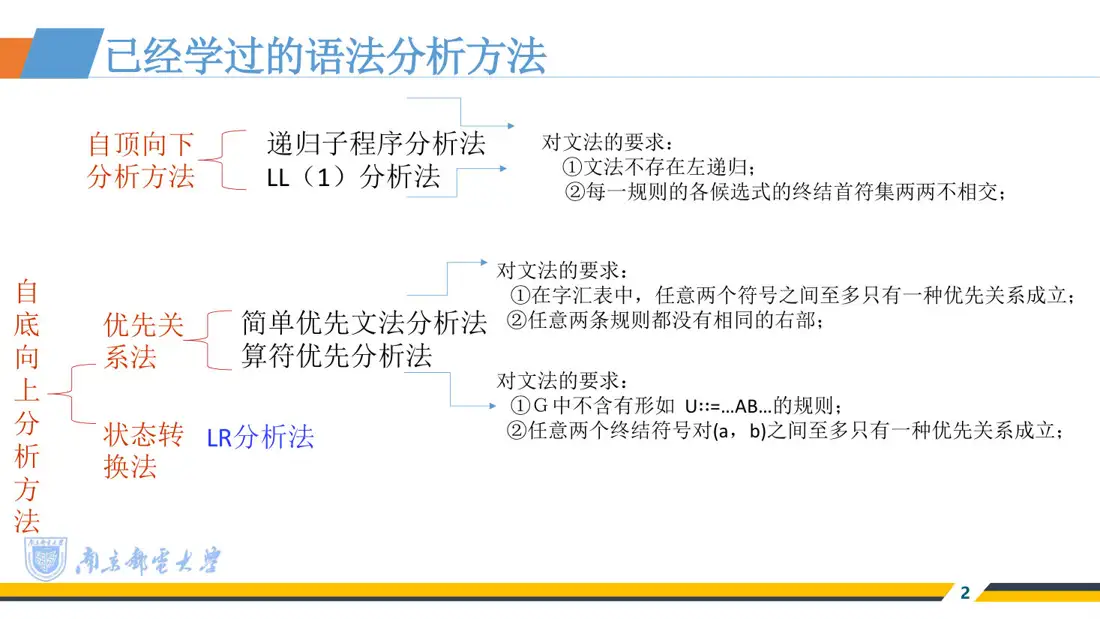 已经学过的语法分析方法
自顶向下
分析方法
递归子程序分析法
LL（1）分析法
对文法的要求：
①文法不存在左递归；
②每一规则的各候选式的终结首符集两两不相交；
自底向上分析方法
优先关
系法
简单优先文法分析法
算符优先分析法
对文法的要求：
①在字汇表中，任意两个符号之间至多只有一种优先关系成立；
②任意两条规则都没有相同的右部；
对文法的要求：
①G中不含有形如 U::=…AB…的规则；
②任意两个终结符号对(a，b)之间至多只有一种优先关系成立；
状态转
换法
LR分析法
南京邮电大学
2